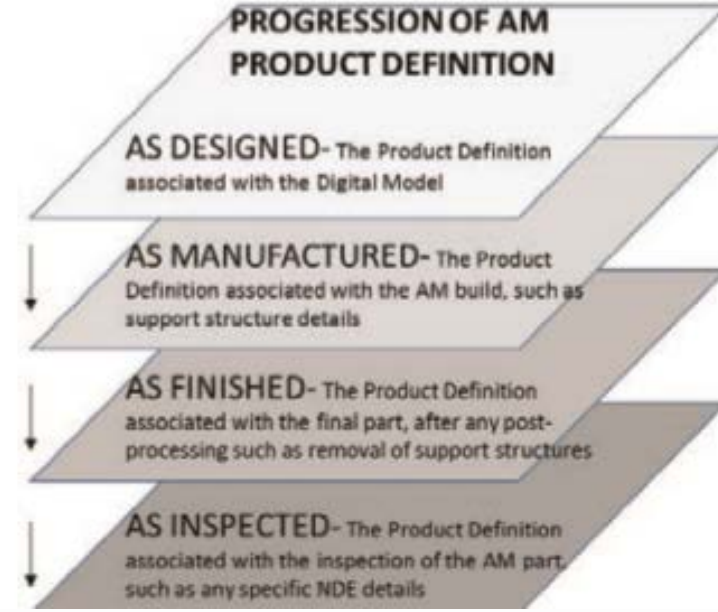 PROGRESSION OF AM
PRODUCT DEFINITION
AS DESIGNED- The Product Definition
associated with the Digital Model
AS MANUFACTURED- The Product
Definition associated with the AM build, such as
support structure details
AS FINISHED- The Product Definition
associated with the final part, after any post-
processing such as removal of support structures
AS INSPECTED- The Product Definition
associated with the inspection of the AM part,
such as any specific NDE details